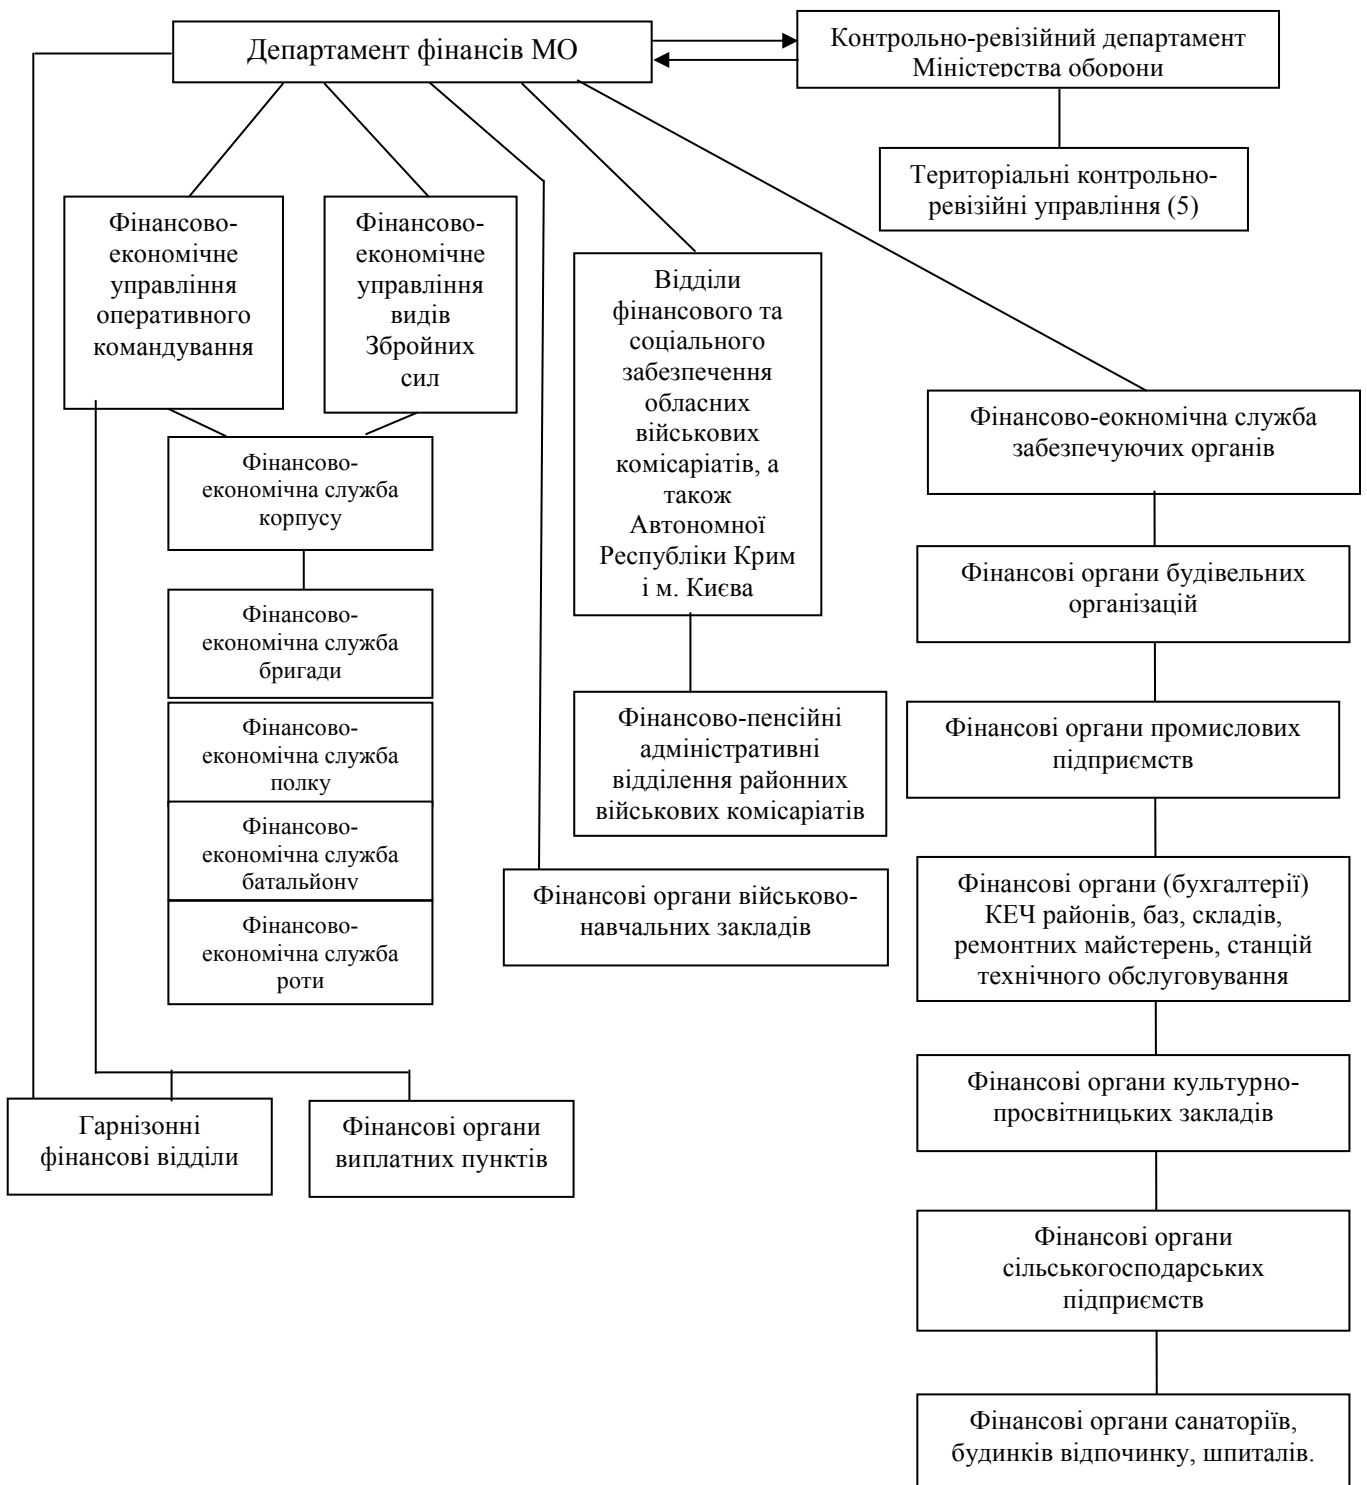 Департамент фінансів МО
Контрольно-ревізійний департамент
Міністерства оборони
Територіальні контрольно-
ревізійні управління (5)
Фінансово-
економічне
управління
оперативного
командування
Фінансово-
економічне
управління
видів
Збройних
сил
Відділи
фінансового та
соціального
забезпечення
обласних
військових
комісаріатів, а
також
Автономної
Республіки Крим
і м. Києва
Фінансово-еокномічна служба
забезпечуючих органів
Фінансово-
економічна служба
корпусу
Фінансово-
економічна служба
бригади
Фінансово-
економічна служба
полку
Фінансово-
економічна служба
батальйону
Фінансово-
економічна служба
роти
Фінансово-пенсійні
адміністративні
відділення районних
військових комісаріатів
Фінансові органи військово-
навчальних закладів
Фінансові органи будівельних
організацій
Фінансові органи промислових
підприємств
Фінансові органи (бухгалтерії)
КЕЧ районів, баз, складів,
ремонтних майстерень, станцій
технічного обслуговування
Фінансові органи культурно-
просвітницьких закладів
Фінансові органи
сільськогосподарських
підприємств
Фінансові органи санаторіїв,
будинків відпочинку, шпиталів.
Гарнізонні
фінансові відділи
Фінансові органи
виплатних пунктів